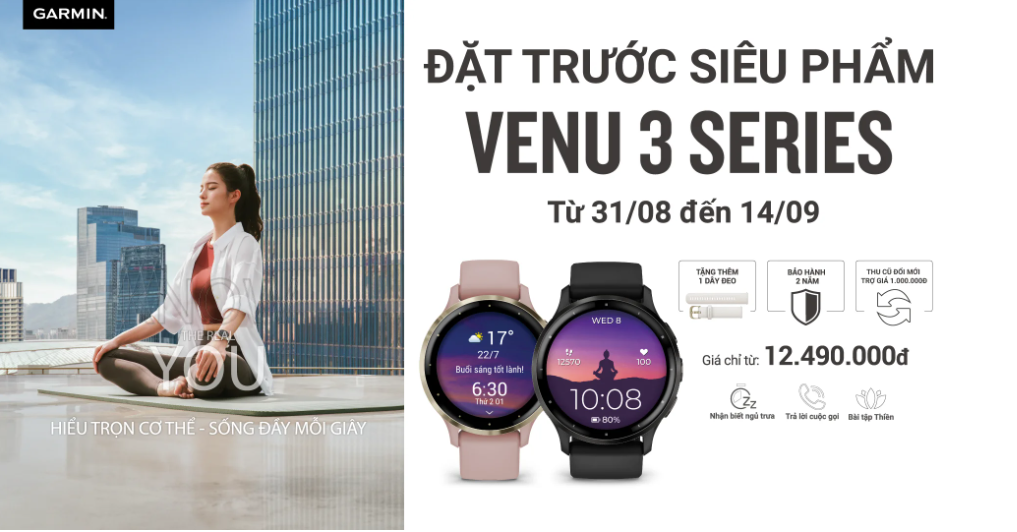 GARMIN.
KNOW
THE REAL
YOU
HIỂU TRỌN CƠ THỂ - SỐNG ĐẦY MỖI GIÂY
ĐẶT TRƯỚC SIÊU PHẨM
VENU 3 SERIES
Từ 31/08 đến 14/09
17°
22/7
Buổi sáng tốt lành!
6:30
Thứ 2 01
WED 8
12570
100
10:08
80%
TẶNG THÊM
1 DÂY ĐEO
BẢO HÀNH
2 NĂM
THU CŨ ĐỔI MỚI
TRỢ GIÁ 1.000.000Đ
Giá chỉ từ: 12.490.000đ
Nhận biết ngủ trưa
Trả lời cuộc gọi
Bài tập Thiền